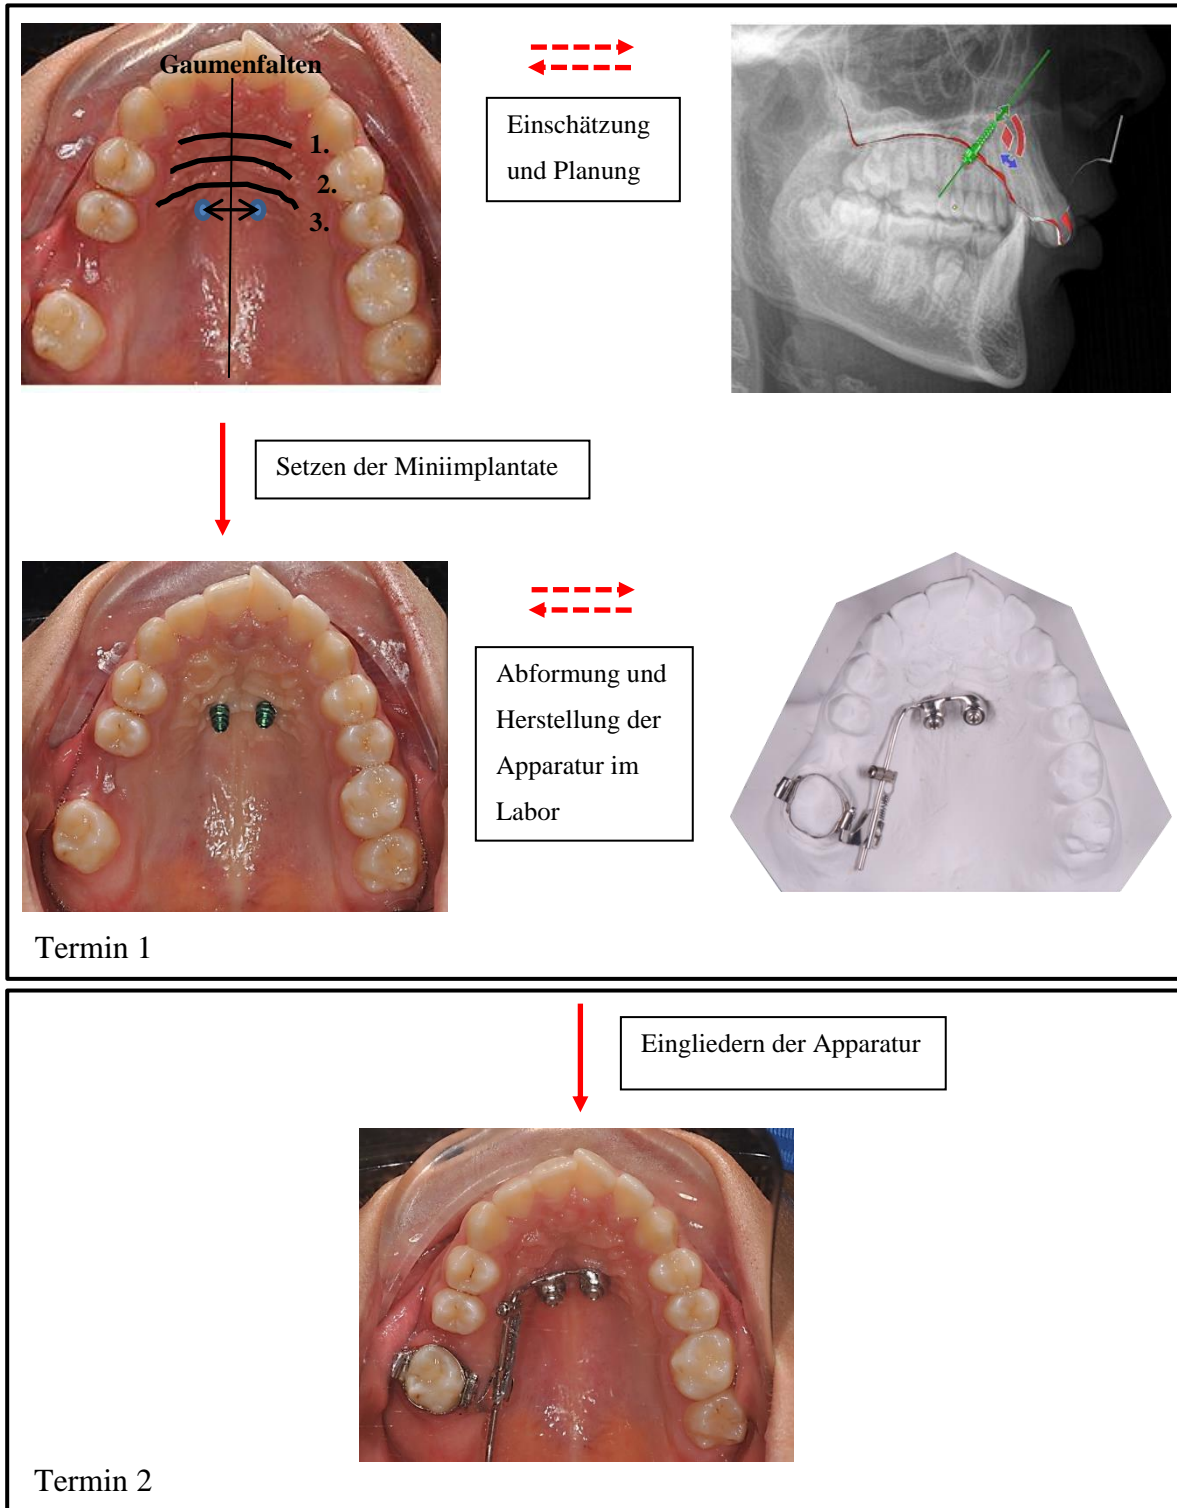 Gaumenfalten
1.
2.
3.
Einschätzung
und Planung
Setzen der Miniimplantate
Abformung und
Herstellung der
Apparatur im
Labor
Termin 1
Eingliedern der Apparatur
Termin 2